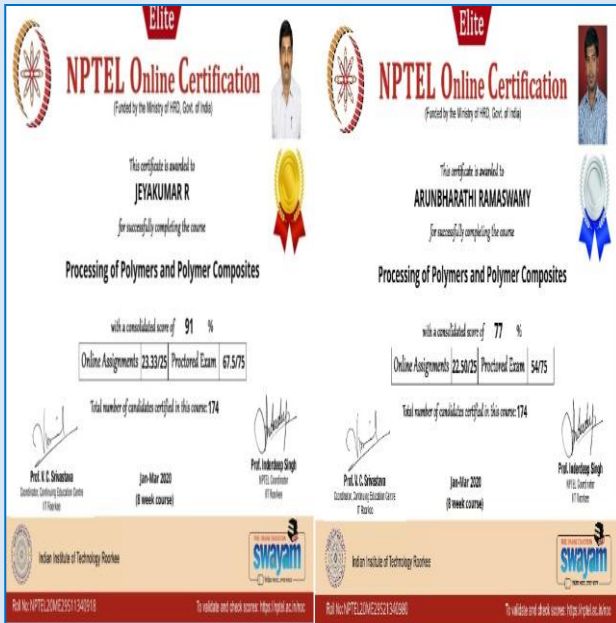 Elite
NPTEL Online Certification
(Funded by the Ministry of HRD, Govt. of India)
This certificate is awarded to
JEYAKUMAR R
for successfully completing the course
Processing of Polymers and Polymer Composites
with a consolidated score of 91 %
Online Assignments 23.33/25 Proctored Exam 67.5/75
Total number of candidates certified in this course: 174
Prof. V. C. Srivastava
Coordinator, Continuing Education Centre
IIT Roorkee
Jan-Mar 2020
(8 week course)
Prof. Inderdeep Singh
NPTEL Coordinator
IIT Roorkee
Indian Institute of Technology Roorkee
swayam
Roll No: NPTEL20ME29S11340918
To validate and check scores: https://nptel.ac.in/noc
Elite
NPTEL Online Certification
(Funded by the Ministry of HRD, Govt. of India)
This certificate is awarded to
ARUNBHARATHI RAMASWAMY
for successfully completing the course
Processing of Polymers and Polymer Composites
with a consolidated score of 77 %
Online Assignments 22.50/25 Proctored Exam 54/75
Total number of candidates certified in this course: 174
Prof. V. C. Srivastava
Coordinator, Continuing Education Centre
IIT Roorkee
Jan-Mar 2020
(8 week course)
Prof. Inderdeep Singh
NPTEL Coordinator
IIT Roorkee
Indian Institute of Technology Roorkee
swayam
Roll No: NPTEL20ME29S21340980
To validate and check scores: https://nptel.ac.in/noc